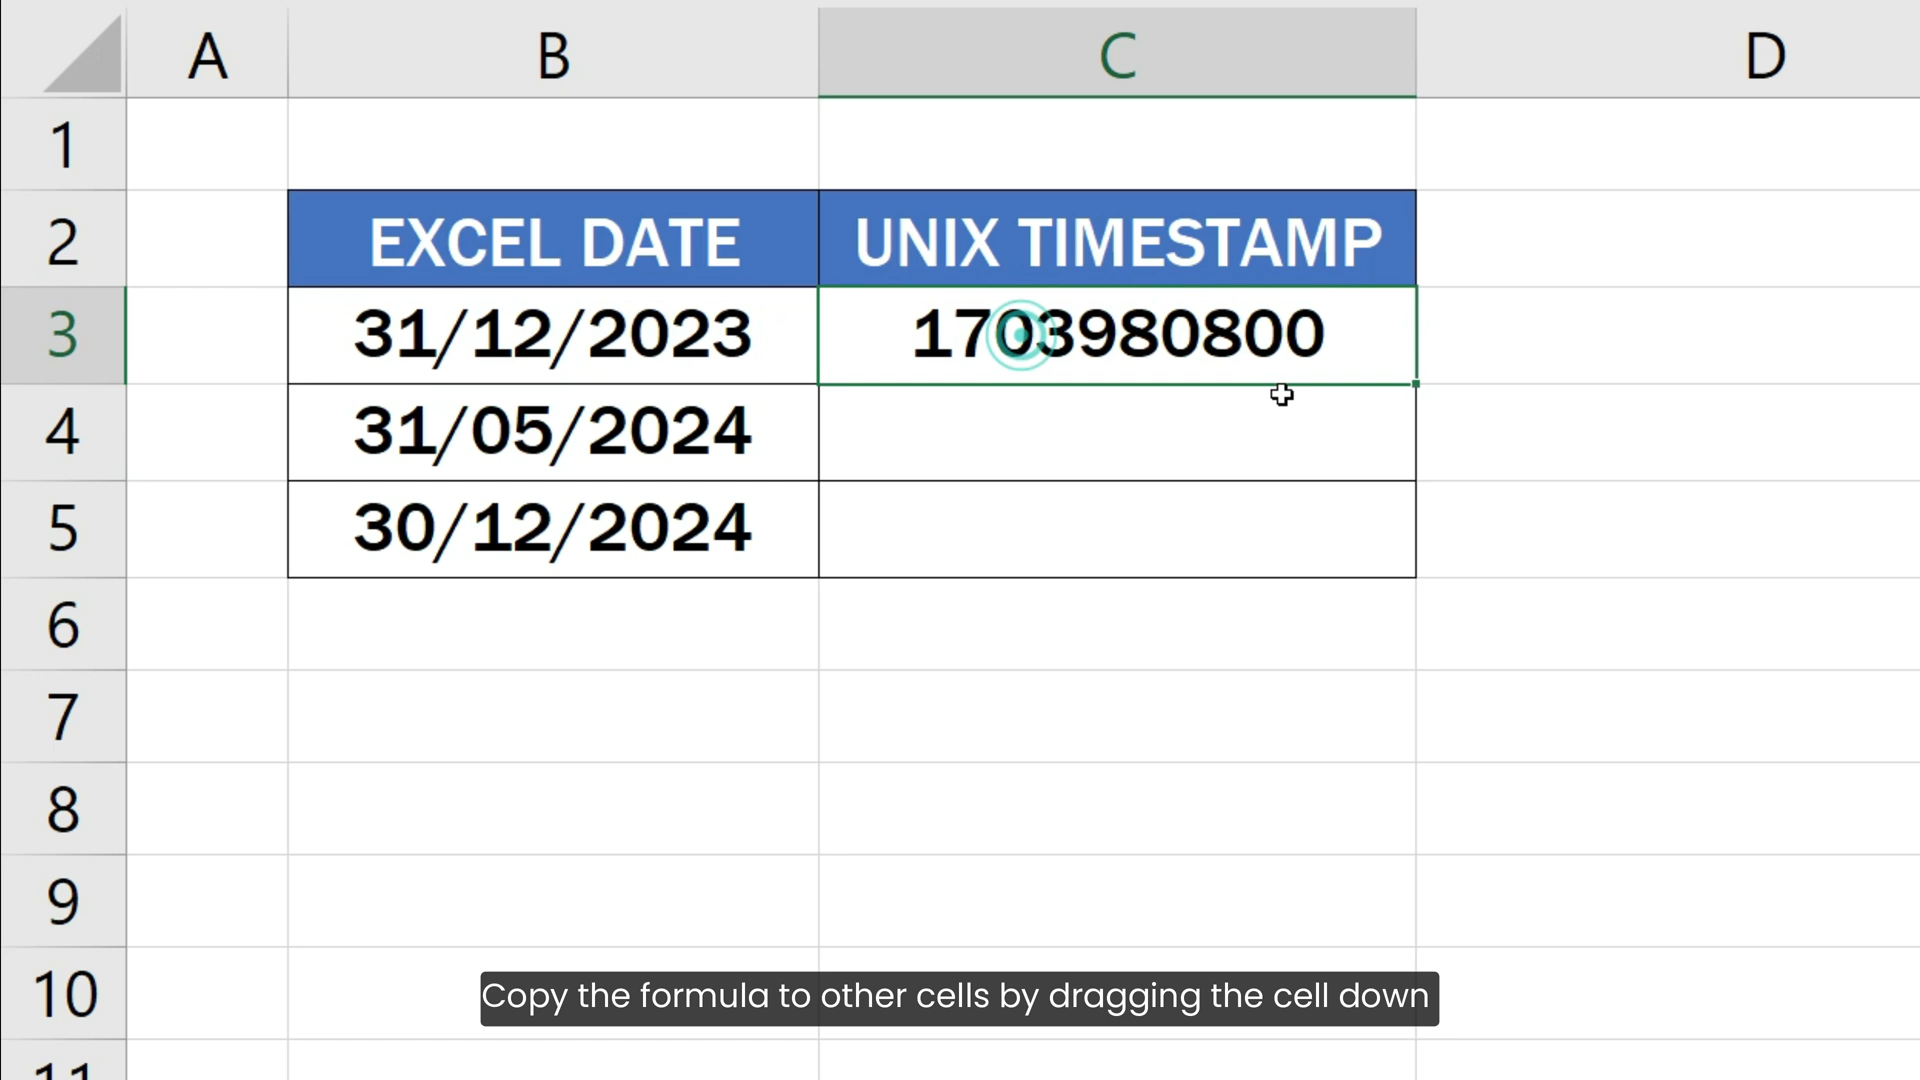 A B C D
1
2 EXCEL DATE UNIX TIMESTAMP
3 31/12/2023 1703980800
4 31/05/2024
5 30/12/2024
6
7
8
9
10
Copy the formula to other cells by dragging the cell down
11